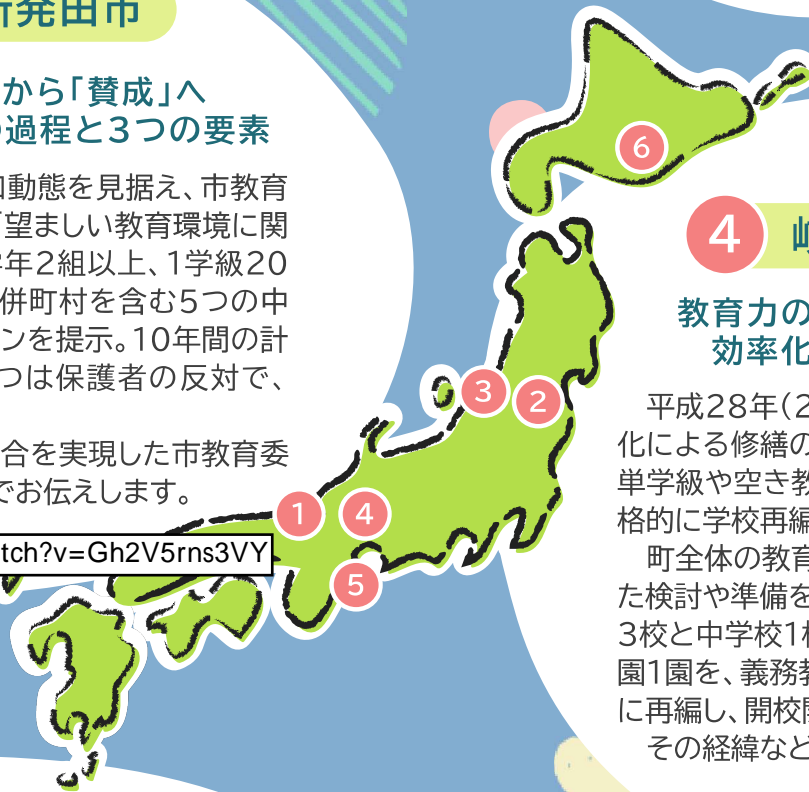 新発田市
から「賛成」へ
過程と3つの要素
動態を見据え、市教育
「望ましい教育環境に関
年2組以上、1学級20
併町村を含む5つの中
ンを提示。10年間の計
つは保護者の反対で、
合を実現した市教育委
でお伝えします。
tch?v=Gh2V5rns3VY
6
3
2
1
4
5
4
教育力の
効率化
平成28年(2
化による修繕の
単学級や空き教
格的に学校再編
町全体の教育
た検討や準備を
3校と中学校1校
園1園を、義務教
に再編し、開校
その経緯など